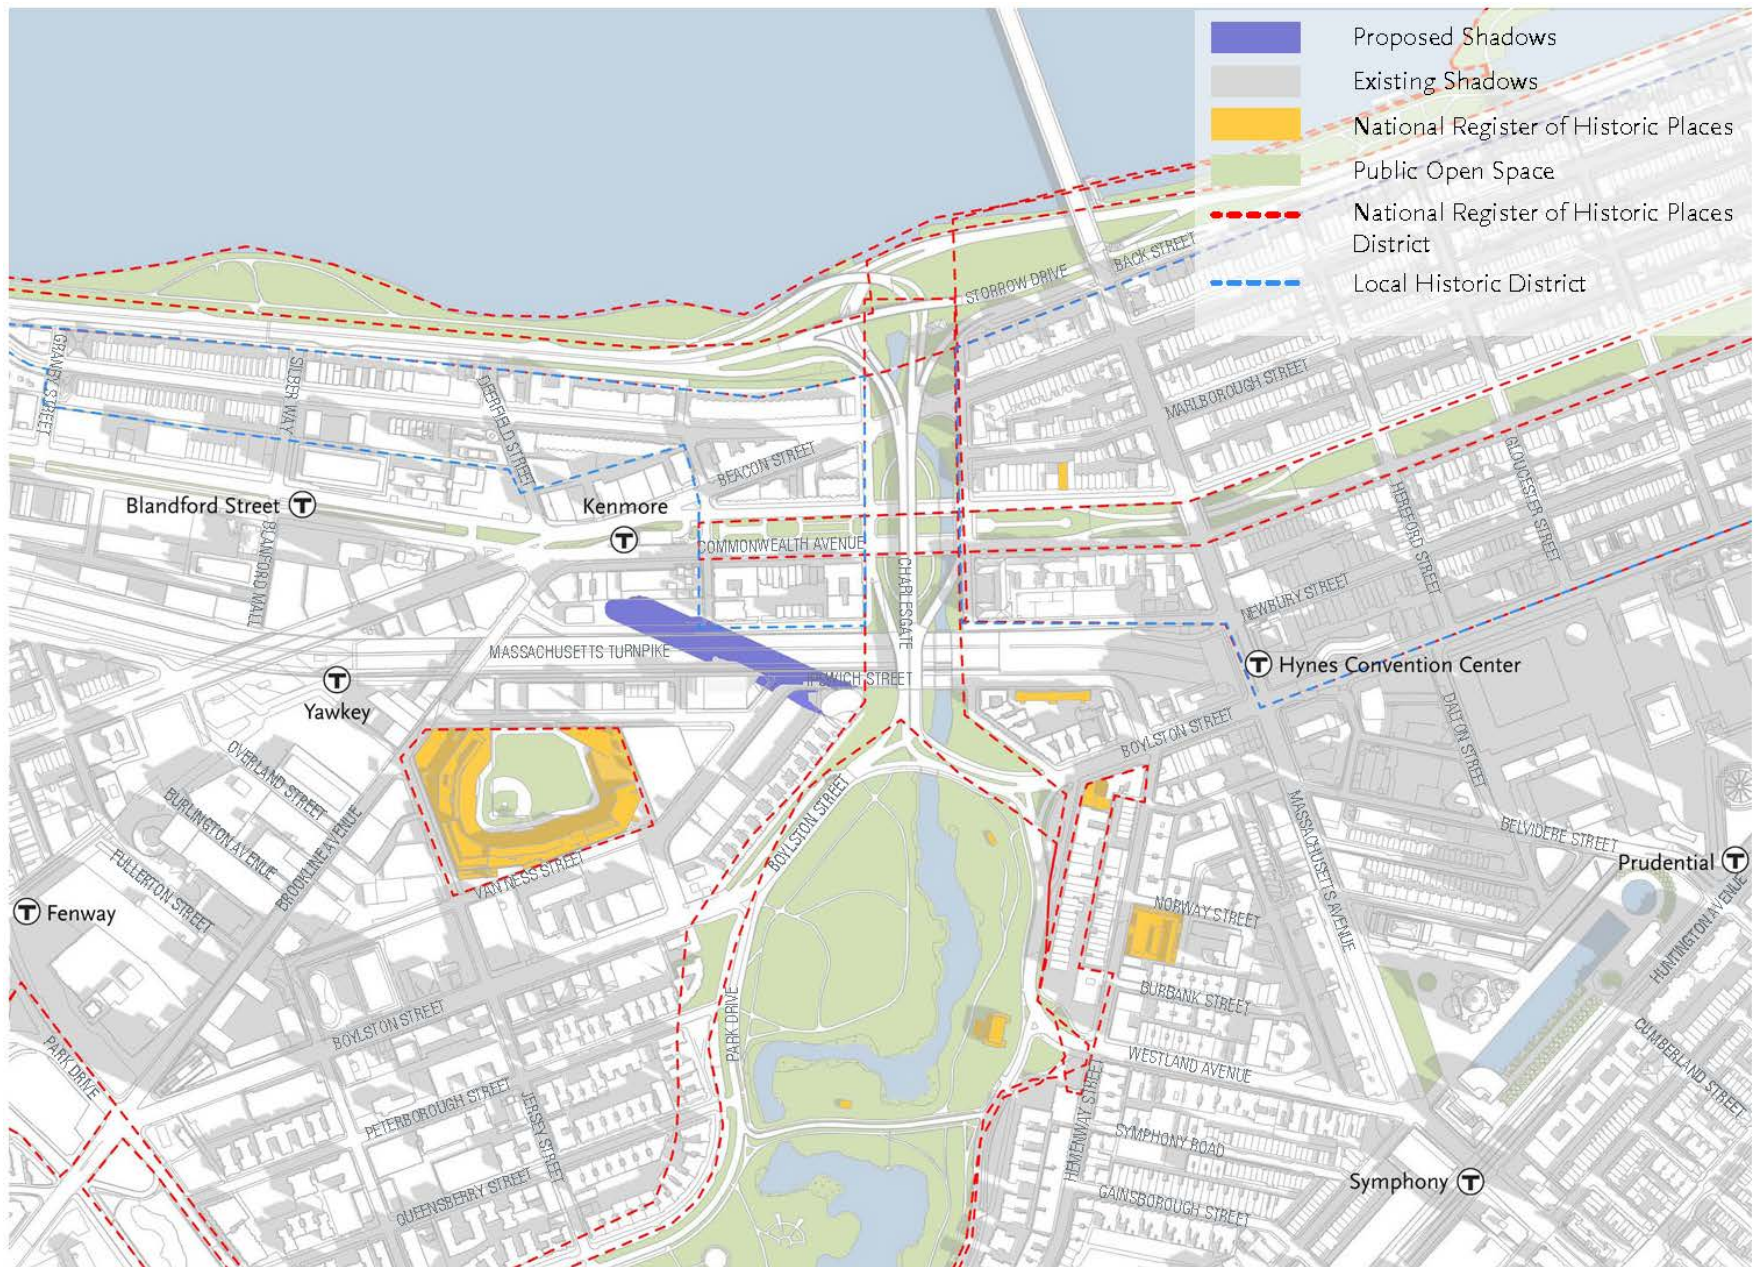 Proposed Shadows
Existing Shadows
National Register of Historic Places
Public Open Space
National Register of Historic Places
District
Local Historic District
BACK STREET
STORROW DRIVE
GRANBY STREET
SILBER WAY
DEERFIELD STREET
MARLBOROUGH STREET
BEACON STREET
GLOUCESTER STREET
HEREFORD STREET
Blandford Street T
Kenmore
T
BLANFORD MALL
COMMONWEALTH AVENUE
CHARLESGATE
NEWBURY STREET
MASSACHUSETTS TURNPIKE
IPSWICH STREET
T Hynes Convention Center
T
Yawkey
BOYLSTON STREET
DALTON STREET
OVERLAND STREET
BURLINGTON AVENUE
FULLERTON STREET
BROOKLINE AVENUE
VAN NESS STREET
BOYLSTON STREET
MASSACHUSETTS AVENUE
BELVIDERE STREET
Prudential T
T Fenway
NORWAY STREET
HUNTINGTON AVENUE
BURBANK STREET
BOYLSTON STREET
PARK DRIVE
PARK DRIVE
WESTLAND AVENUE
CUMBERLAND STREET
PETERBOROUGH STREET
JERSEY STREET
HEMENWAY STREET
SYMPHONY ROAD
QUEENSBERRY STREET
GAINSBOROUGH STREET
Symphony T